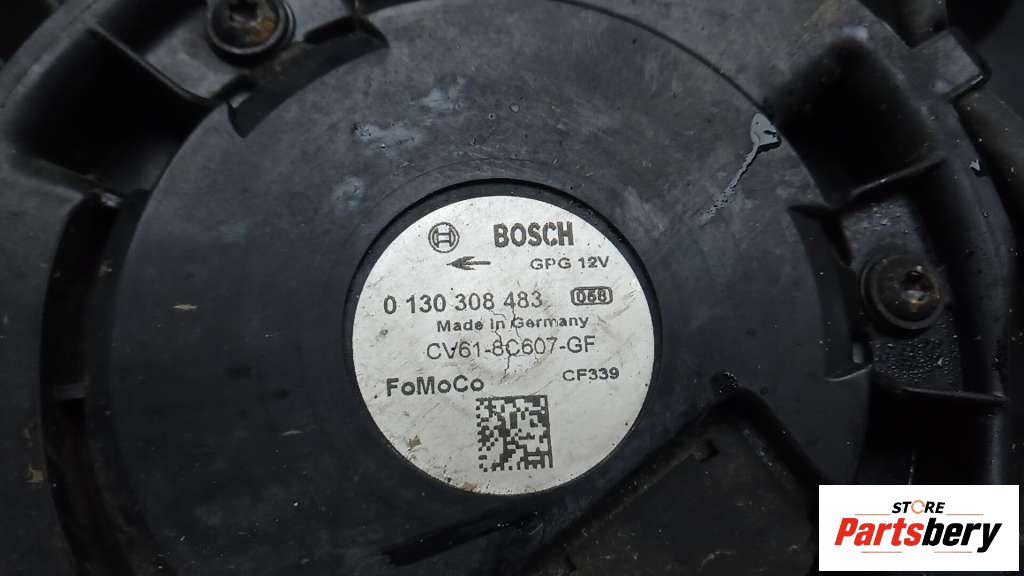 BOSCH
GPG 12V
0 130 308 483 058
Made in Germany
CV61-8C607-GF
FoMoCo CF339
STORE
Partsbery